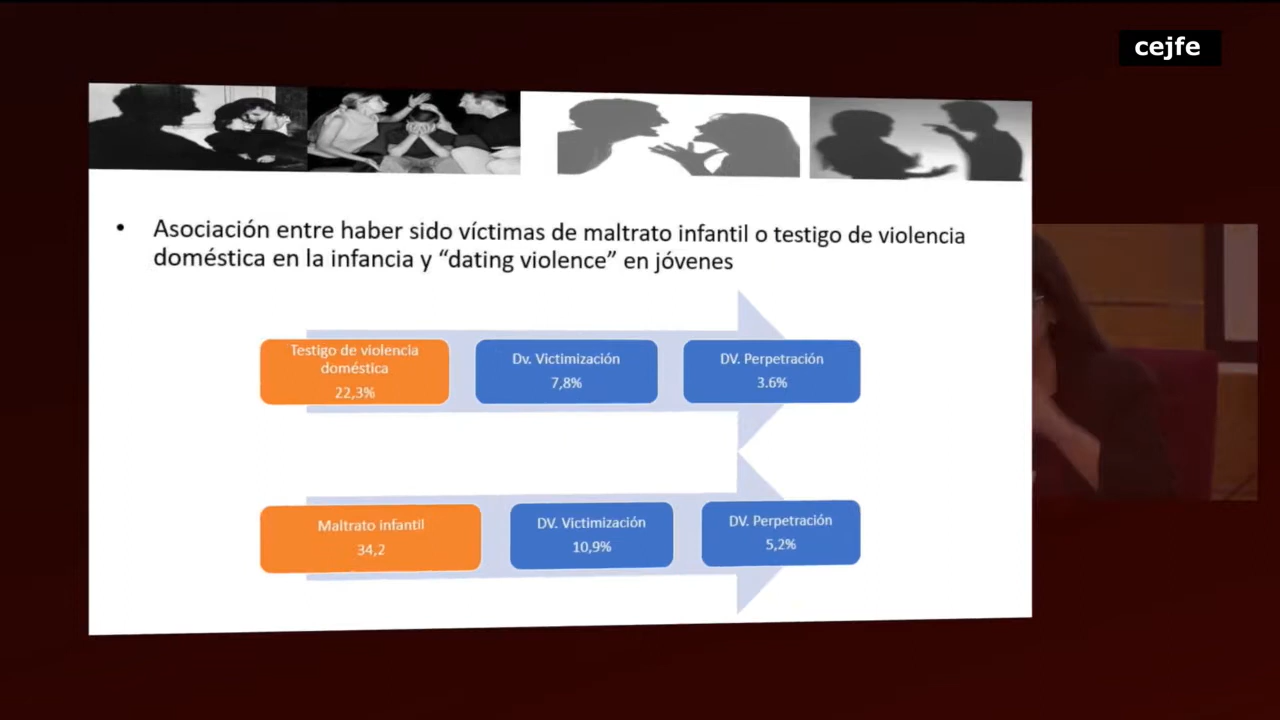 cejfe
• Asociación entre haber sido víctimas de maltrato infantil o testigo de violencia
doméstica en la infancia y “dating violence” en jóvenes
Testigo de violencia
doméstica
22,3%
Dv. Victimización
7,8%
DV. Perpetración
3.6%
Maltrato infantil
34,2
DV. Victimización
10,9%
DV. Perpetración
5,2%